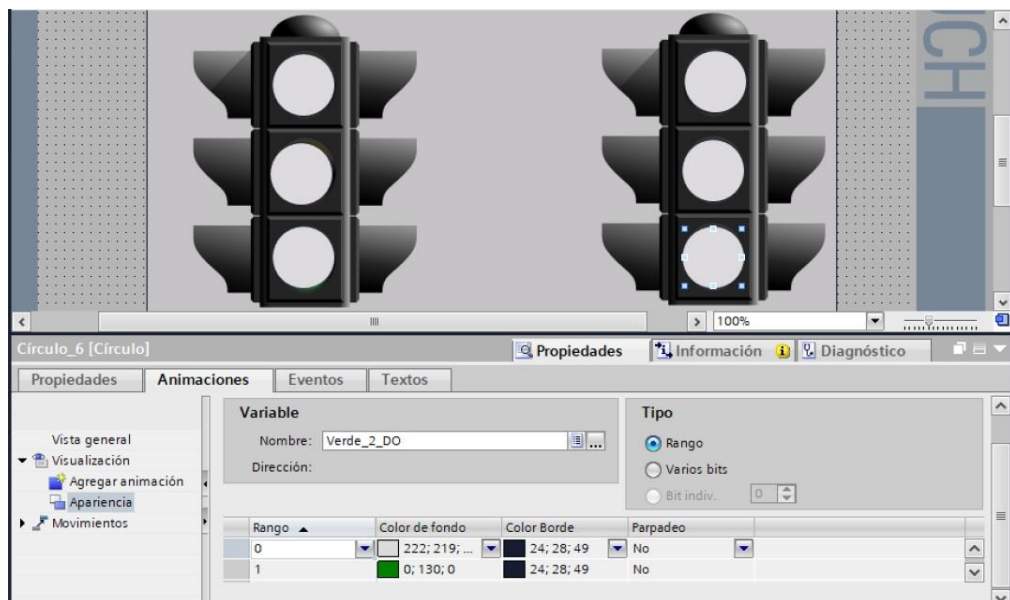 UCH
100%
Círculo_6 [Círculo]
Propiedades
Información
Diagnóstico
Propiedades
Animaciones
Eventos
Textos
Vista general
Visualización
Agregar animación
Apariencia
Movimientos
Variable
Nombre: Verde_2_DO
Dirección:
Tipo
Rango
Varios bits
Bit indiv. 0
Rango Color de fondo Color Borde Parpadeo
0 222; 219; ... 24; 28; 49 No
1 0; 130; 0 24; 28; 49 No